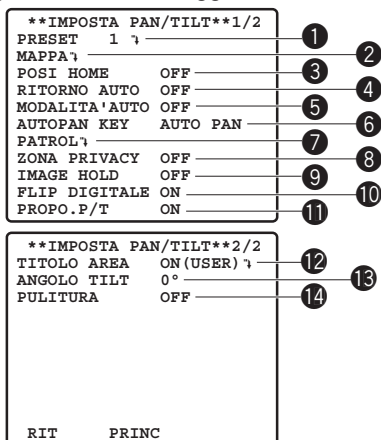 **IMPOSTA PAN/TILT**1/2
PRESET 1 ↴ 1
MAPPA↴ 2
POSI HOME OFF 3
RITORNO AUTO OFF 4
MODALITA'AUTO OFF 5
AUTOPAN KEY AUTO PAN 6
PATROL↴ 7
ZONA PRIVACY OFF 8
IMAGE HOLD OFF 9
FLIP DIGITALE ON 10
PROPO.P/T ON 11
**IMPOSTA PAN/TILT**2/2
TITOLO AREA ON(USER)↴ 12
ANGOLO TILT 0° 13
PULITURA OFF 14
RIT PRINC